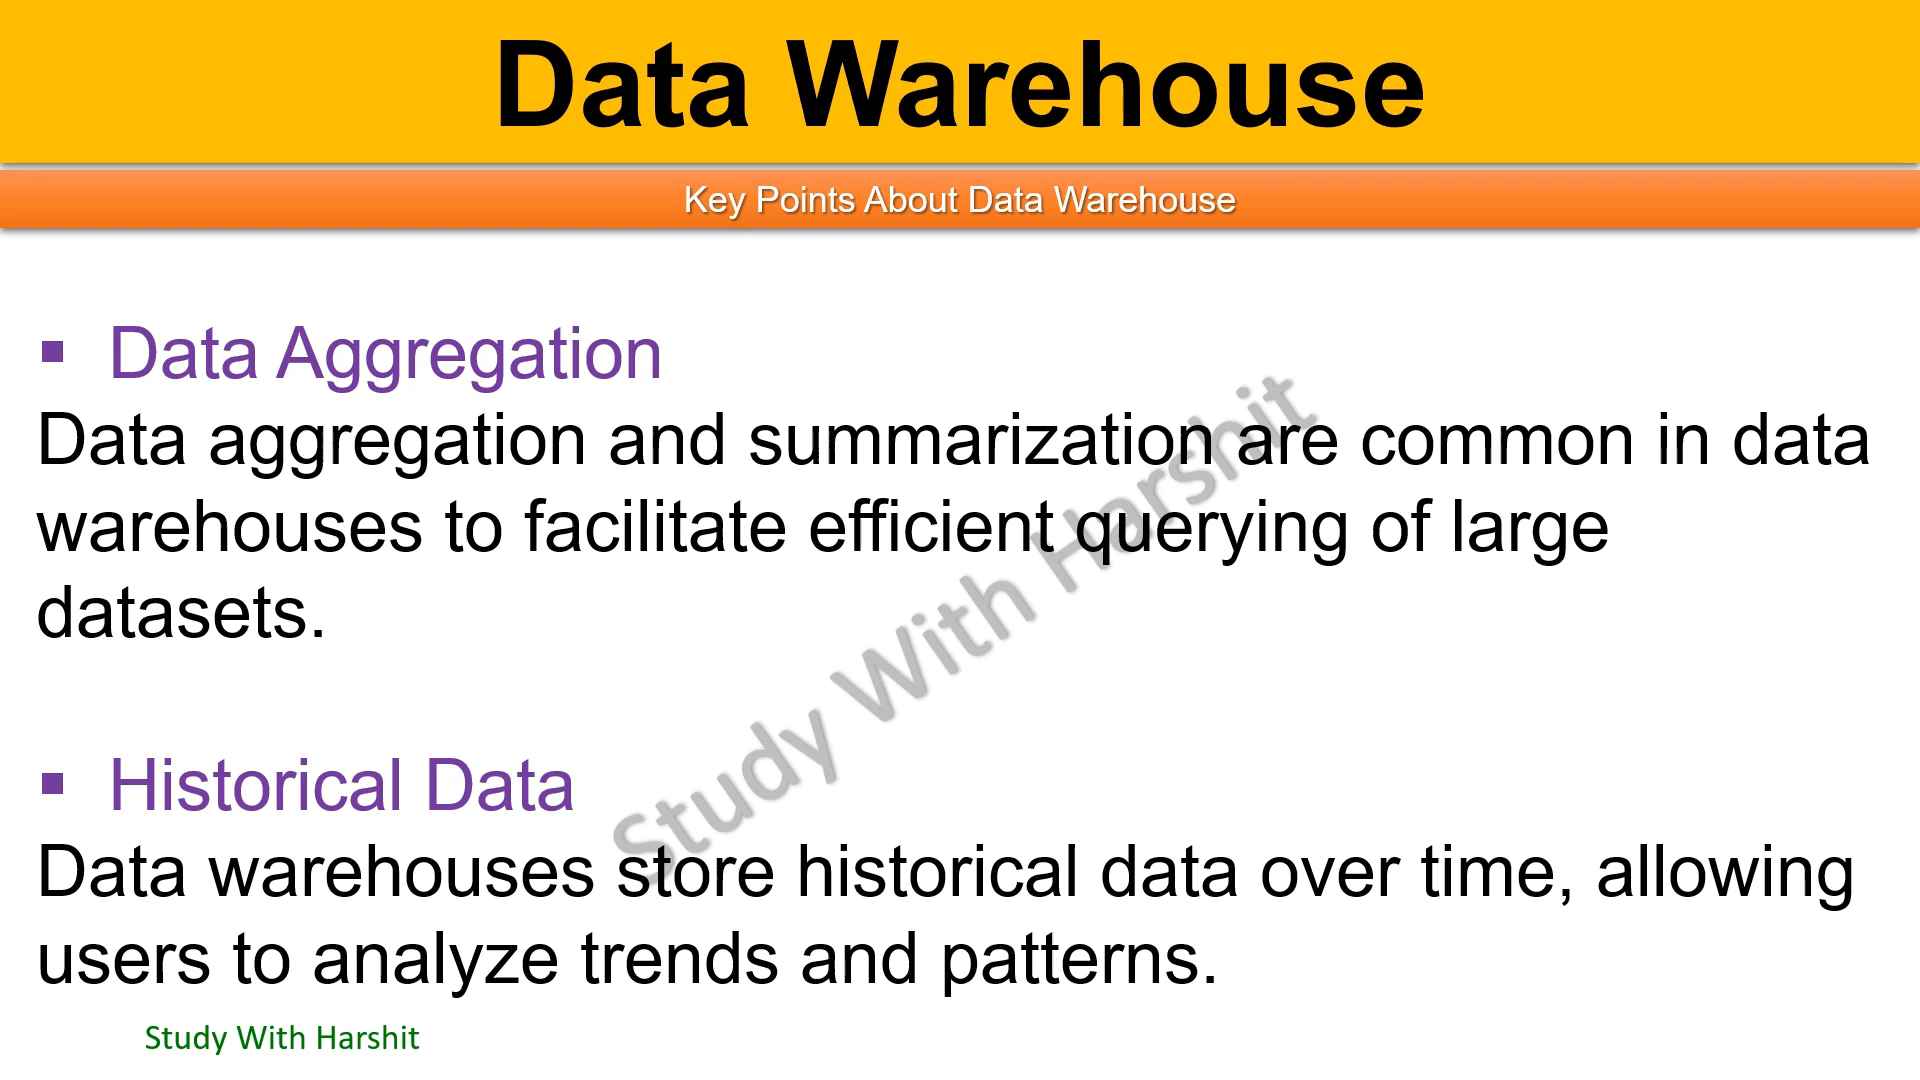 Data Warehouse
Key Points About Data Warehouse
▪ Data Aggregation
Data aggregation and summarization are common in data
warehouses to facilitate efficient querying of large
datasets.
▪ Historical Data
Data warehouses store historical data over time, allowing
users to analyze trends and patterns.
Study With Harshit
Study With Harshit